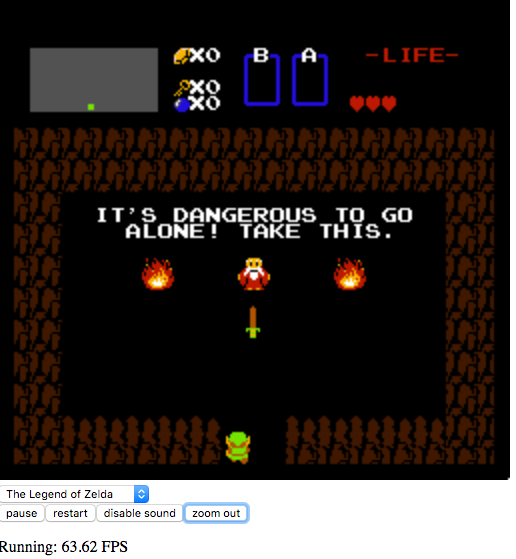 X0 B A -LIFE-
X0
X0
IT'S DANGEROUS TO GO
ALONE! TAKE THIS.
The Legend of Zelda
pause restart disable sound zoom out
Running: 63.62 FPS